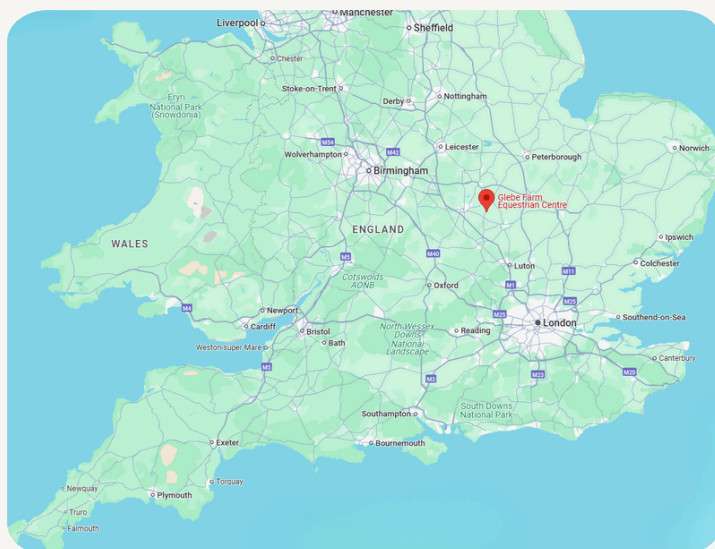 Manchester
Liverpool
Sheffield
Chester
Stoke-on-Trent
Eryri
National Park
(Snowdonia)
Derby
Nottingham
M54
M42
Wolverhampton
Leicester
Peterborough
Norwich
Birmingham
Glebe Farm
Equestrian Centre
WALES
ENGLAND
Ipswich
M5
M40
Luton
Colchester
M11
Cotswolds
AONB
Oxford
M1
M25
M4
Newport
M25
Southend-on-Sea
Cardiff
Bristol
North Wessex
Downs
National
Landscape
Reading
London
Weston-super-Mare
Bath
Canterbury
M5
M3
M23
M20
Southampton
South Downs
National Park
Exeter
Bournemouth
Torquay
Newquay
Plymouth
Truro
Falmouth